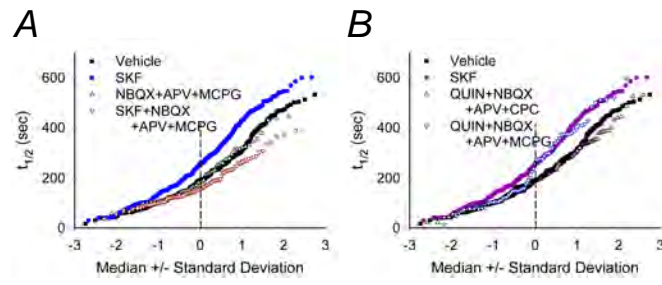 A
Vehicle
SKF
NBQX+APV+MCPG
SKF+NBQX
+APV+MCPG
600
400
200
0
t1/2 (sec)
-3 -2 -1 0 1 2 3
Median +/- Standard Deviation
B
Vehicle
SKF
QUIN+NBQX
+APV+CPC
QUIN+NBQX
+APV+MCPG
600
400
200
0
t1/2 (sec)
-3 -2 -1 0 1 2 3
Median +/- Standard Deviation